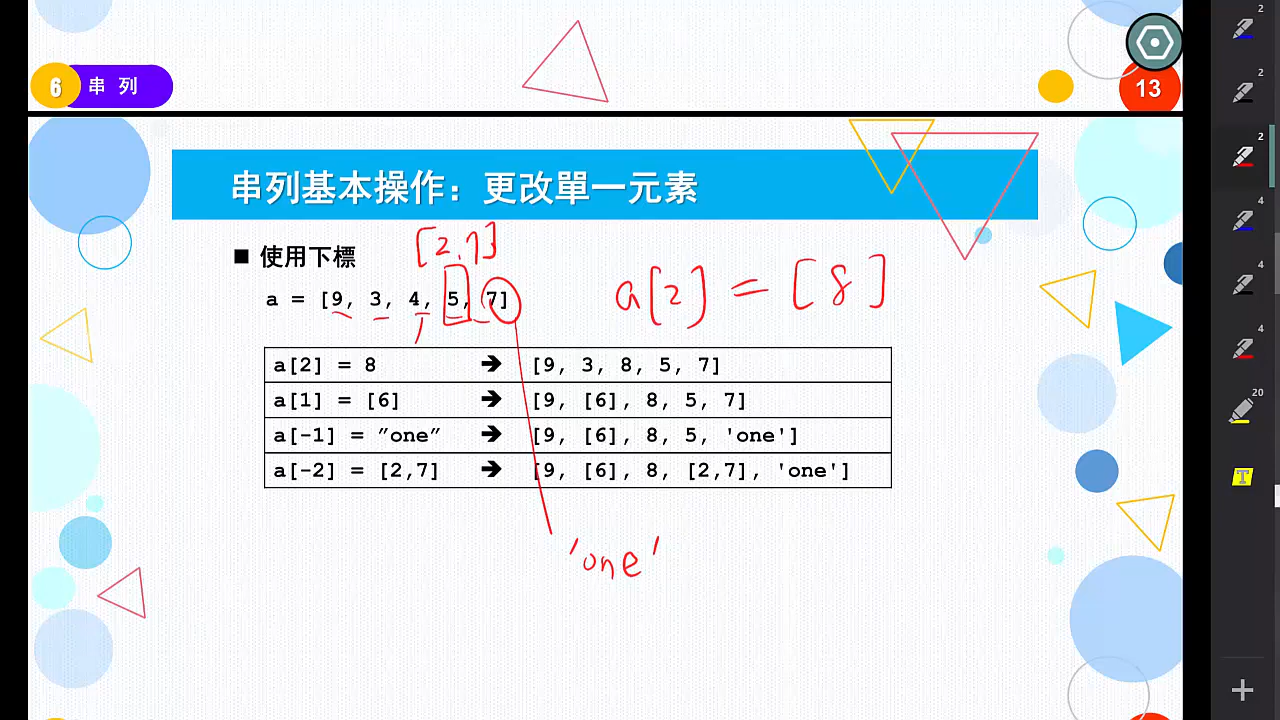 6 串列
13
串列基本操作：更改單一元素
■ 使用下標
[2,7]
a = [9, 3, 4, 5, 7]
a[2] = [8]
a[2] = 8 ➔ [9, 3, 8, 5, 7]
a[1] = [6] ➔ [9, [6], 8, 5, 7]
a[-1] = ”one” ➔ [9, [6], 8, 5, 'one']
a[-2] = [2,7] ➔ [9, [6], 8, [2,7], 'one']
'one'
2
2
2
4
4
4
20
T